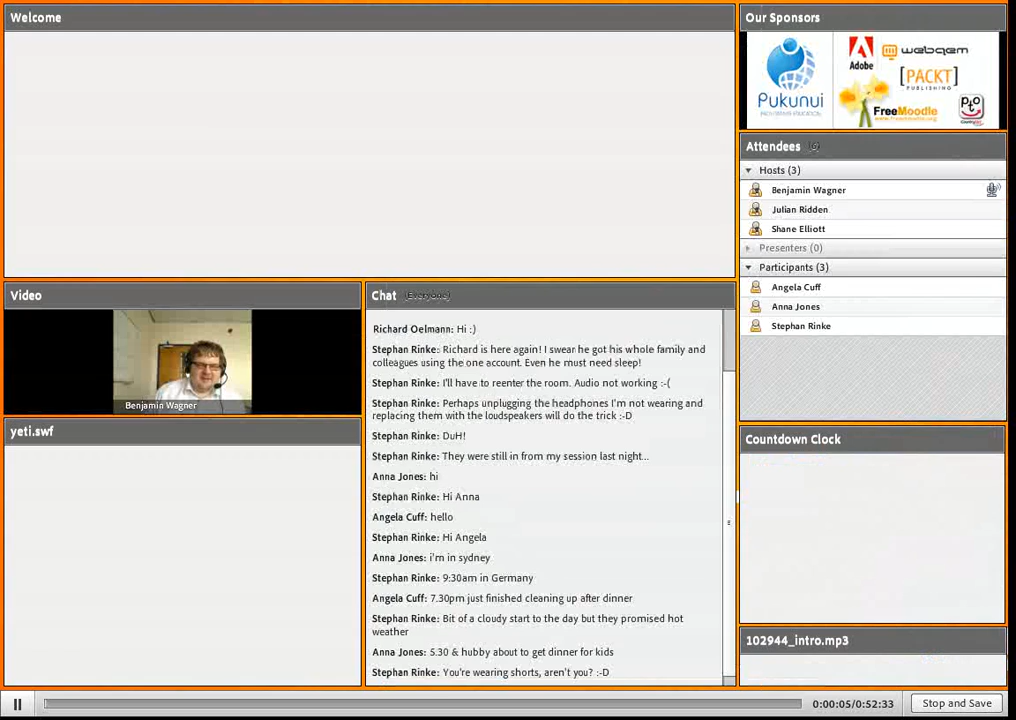 Welcome
Our Sponsors
Pukunui
Adobe
webqem
[PACKT]
PUBLISHING
FreeMoodle
www.freemoodle.org
pto
Attendees (6)
Hosts (3)
Benjamin Wagner
Julian Ridden
Shane Elliott
Presenters (0)
Participants (3)
Angela Cuff
Anna Jones
Stephan Rinke
Video
Benjamin Wagner
yeti.swf
Chat (Everyone)
Richard Oelmann: Hi :)
Stephan Rinke: Richard is here again! I swear he got his whole family and
colleagues using the one account. Even he must need sleep!
Stephan Rinke: I'll have to reenter the room. Audio not working :-(
Stephan Rinke: Perhaps unplugging the headphones I'm not wearing and
replacing them with the loudspeakers will do the trick :-D
Stephan Rinke: DuH!
Stephan Rinke: They were still in from my session last night...
Anna Jones: hi
Stephan Rinke: Hi Anna
Angela Cuff: hello
Stephan Rinke: Hi Angela
Anna Jones: i'm in sydney
Stephan Rinke: 9:30am in Germany
Angela Cuff: 7.30pm just finished cleaning up after dinner
Stephan Rinke: Bit of a cloudy start to the day but they promised hot
weather
Anna Jones: 5.30 & hubby about to get dinner for kids
Stephan Rinke: You're wearing shorts, aren't you? :-D
Countdown Clock
102944_intro.mp3
0:00:05/0:52:33
Stop and Save